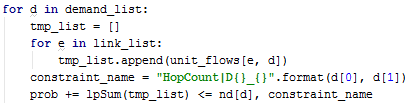 for d in demand_list:
    tmp_list = []
    for e in link_list:
        tmp_list.append(unit_flows[e, d])
    constraint_name = "HopCount|D{}_{}".format(d[0], d[1])
    prob += lpSum(tmp_list) <= nd[d], constraint_name